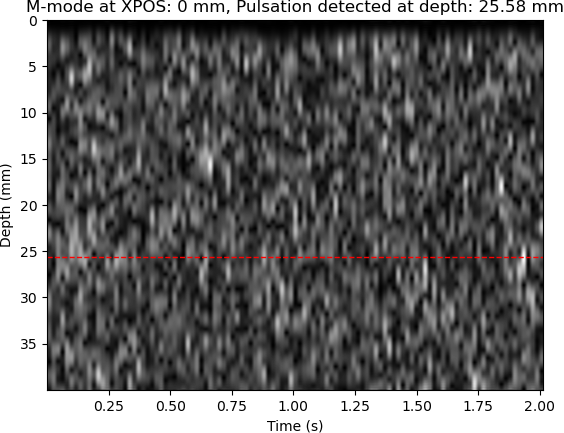 M-mode at XPOS: 0 mm, Pulsation detected at depth: 25.58 mm
0
5
10
15
20
25
30
35
Depth (mm)
0.25 0.50 0.75 1.00 1.25 1.50 1.75 2.00
Time (s)